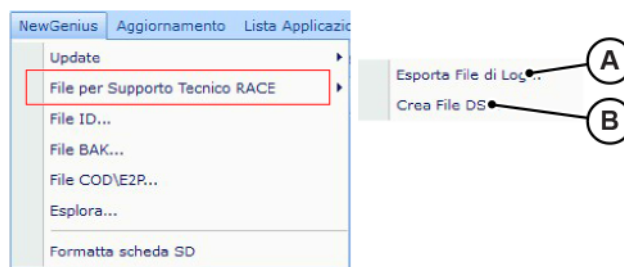 NewGenius Aggiornamento Lista Applicazio
Update
File per Supporto Tecnico RACE
File ID...
File BAK...
File COD\E2P...
Esplora...
Formatta scheda SD
Esporta File di Log...
Crea File DS
A
B